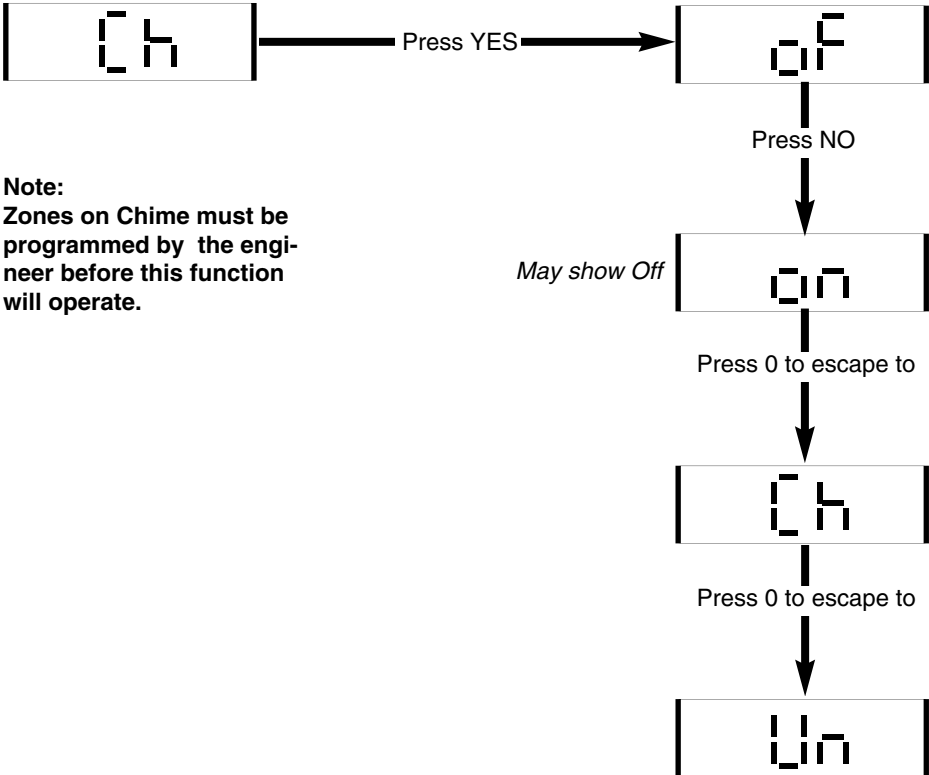 Ch
Press YES
oF
Press NO
Note:
Zones on Chime must be
programmed by the engi-
neer before this function
will operate.
May show Off
on
Press 0 to escape to
Ch
Press 0 to escape to
Un